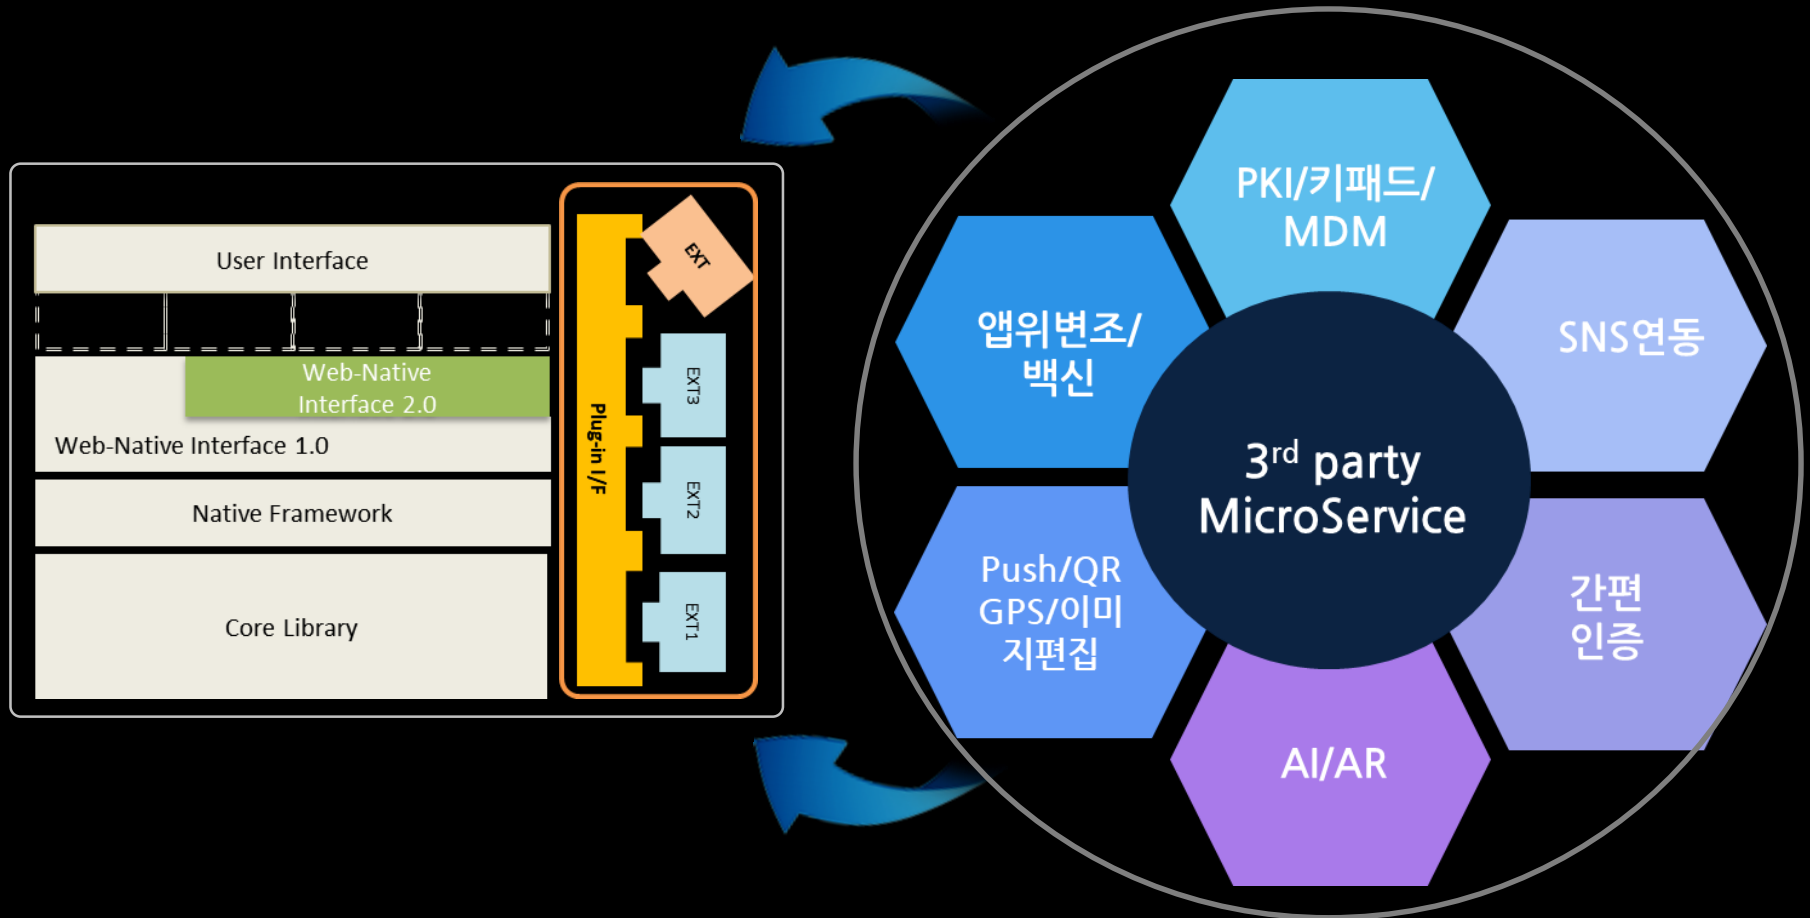 User Interface
Web-Native
Interface 2.0
Web-Native Interface 1.0
Native Framework
Core Library
Plug-in I/F
EXT
EXT3
EXT2
EXT1
PKI/키패드/
MDM
앱위변조/
백신
SNS연동
3rd party
MicroService
Push/QR
GPS/이미
지편집
간편
인증
AI/AR